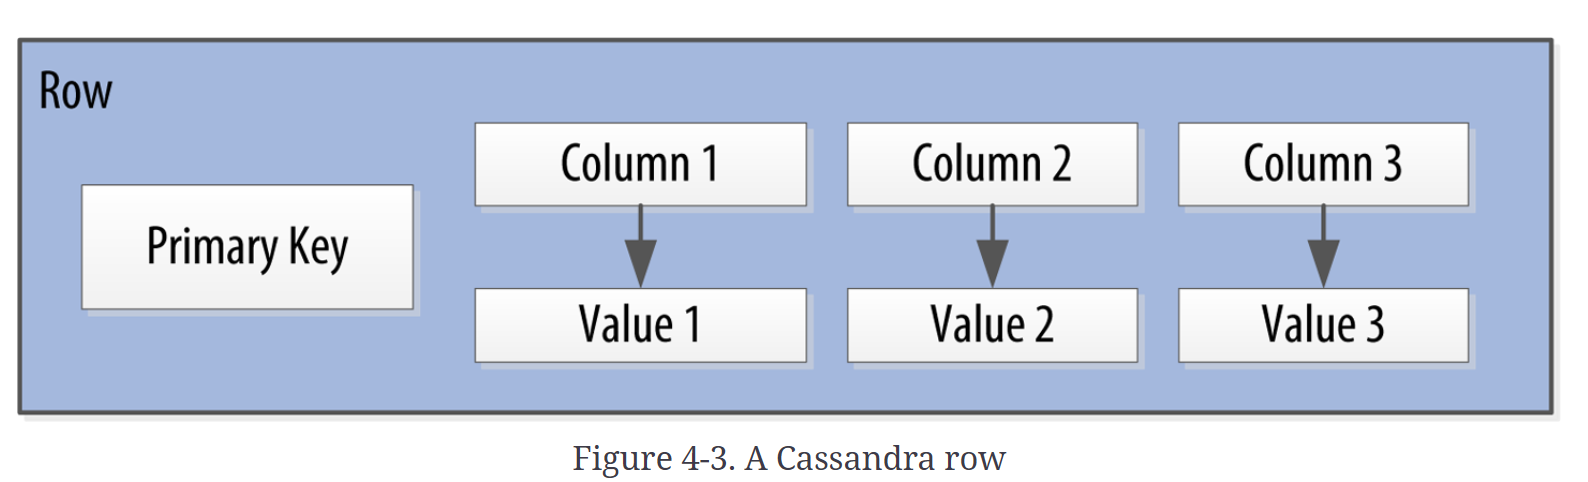 Row
Primary Key
Column 1
Column 2
Column 3
Value 1
Value 2
Value 3
Figure 4-3. A Cassandra row